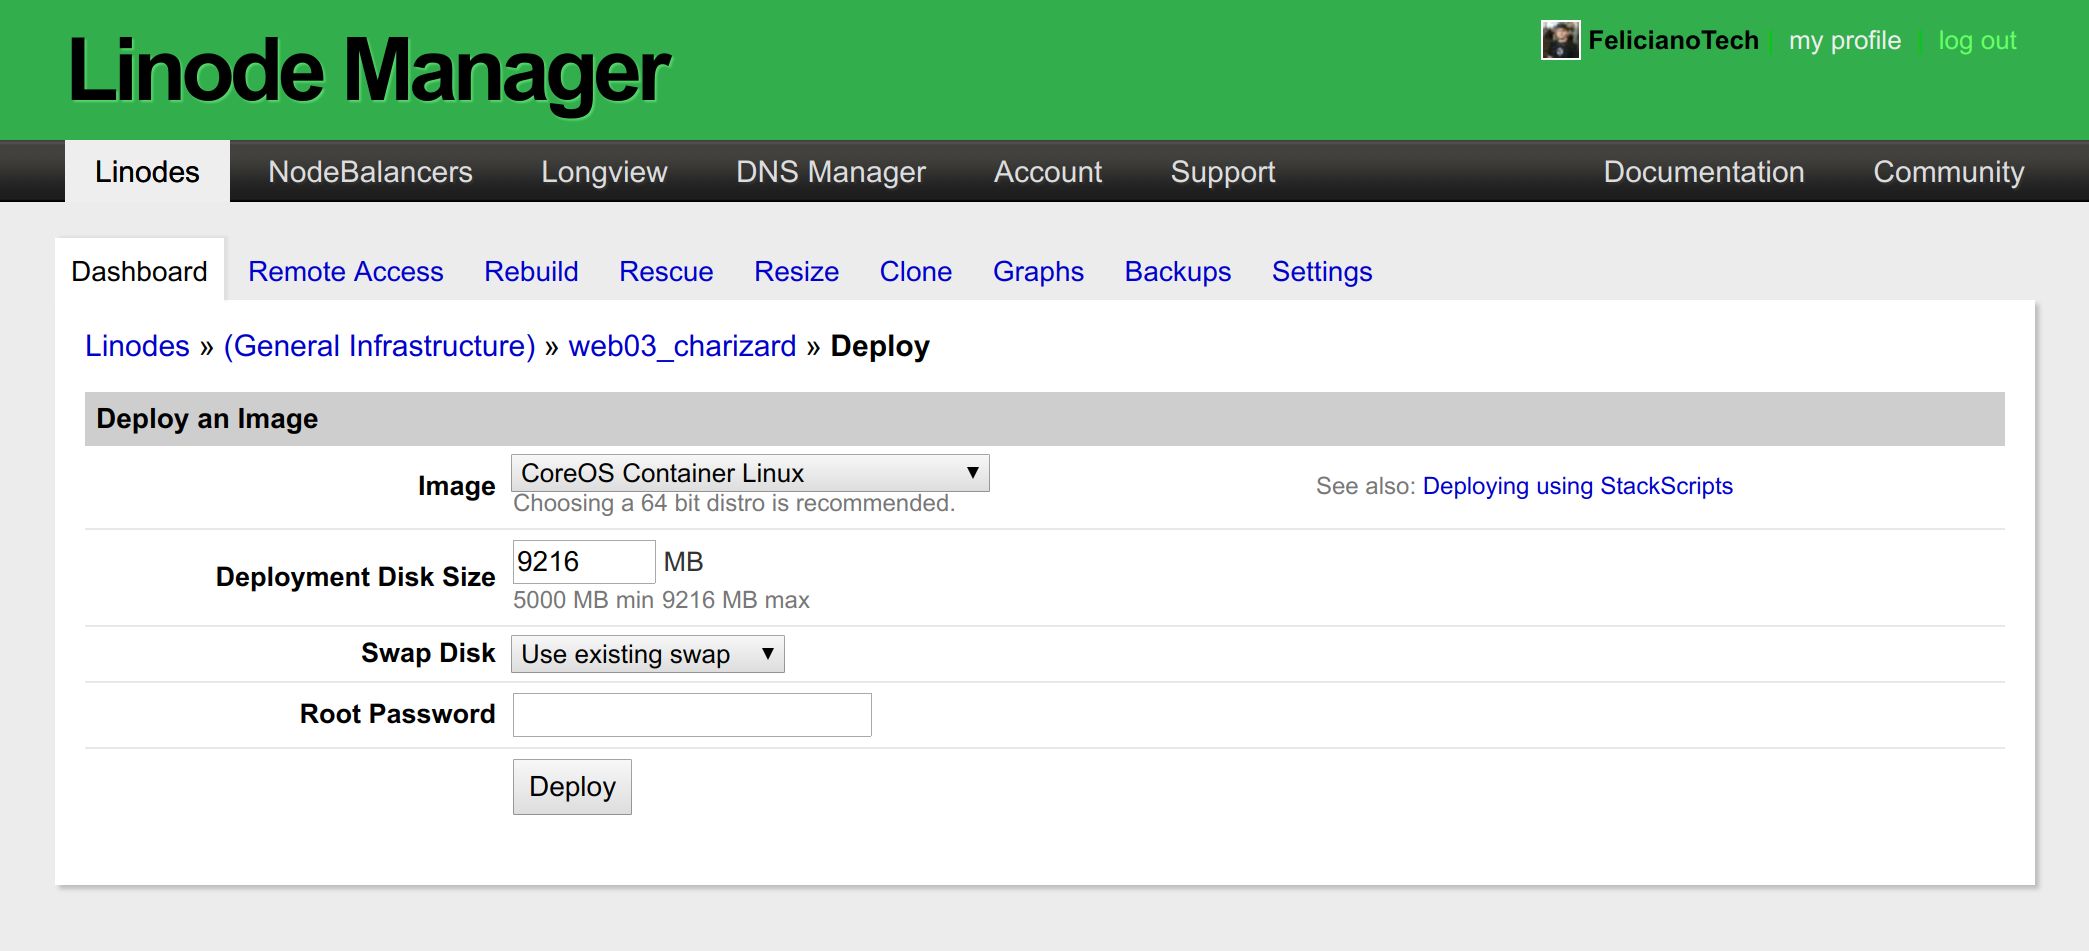 Linode Manager
FelicianoTech | my profile | log out
Linodes NodeBalancers Longview DNS Manager Account Support Documentation Community
Dashboard Remote Access Rebuild Rescue Resize Clone Graphs Backups Settings
Linodes » (General Infrastructure) » web03_charizard » Deploy
Deploy an Image
Image CoreOS Container Linux
Choosing a 64 bit distro is recommended.
See also: Deploying using StackScripts
Deployment Disk Size 9216 MB
5000 MB min 9216 MB max
Swap Disk Use existing swap
Root Password
Deploy